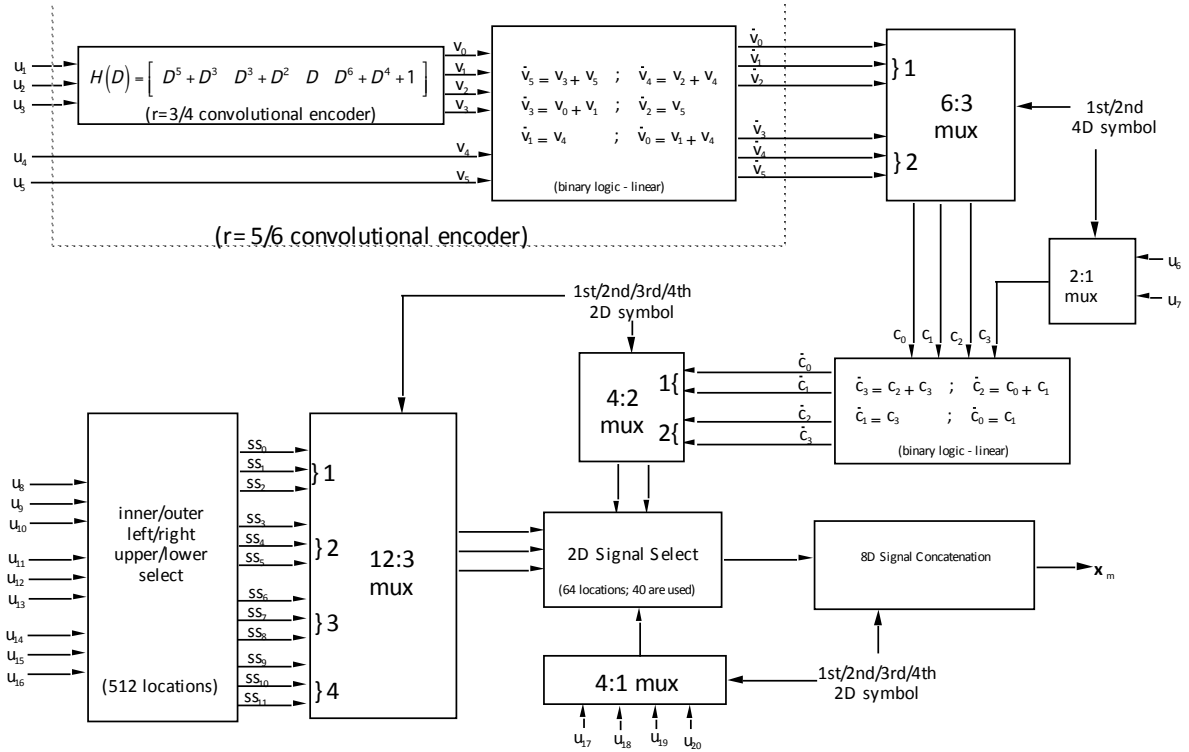 u₁
u₂
u₃
H(D) = [ D⁵ + D³ D³ + D² D D⁶ + D⁴ + 1 ]
(r=3/4 convolutional encoder)
v₀
v₁
v₂
v₃
u₄
u₅
v₄
v₅
v̇₅ = v₃ + v₅ ; v̇₄ = v₂ + v₄
v̇₃ = v₀ + v₁ ; v̇₂ = v₅
v̇₁ = v₄ ; v̇₀ = v₁ + v₄
(binary logic - linear)
(r= 5/6 convolutional encoder)
v̇₀
v̇₁
v̇₂
v̇₃
v̇₄
v̇₅
} 1
} 2
6:3
mux
1st/2nd
4D symbol
2:1
mux
u₆
u₇
c₀ c₁ c₂ c₃
ċ₃ = c₂ + c₃ ; ċ₂ = c₀ + c₁
ċ₁ = c₃ ; ċ₀ = c₁
(binary logic - linear)
ċ₀
ċ₁
ċ₂
ċ₃
1st/2nd/3rd/4th
2D symbol
1{
2{
4:2
mux
u₈
u₉
u₁₀
u₁₁
u₁₂
u₁₃
u₁₄
u₁₅
u₁₆
inner/outer
left/right
upper/lower
select
(512 locations)
ss₀
ss₁
ss₂
ss₃
ss₄
ss₅
ss₆
ss₇
ss₈
ss₉
ss₁₀
ss₁₁
} 1
} 2
} 3
} 4
12:3
mux
2D Signal Select
(64 locations; 40 are used)
8D Signal Concatenation
x ₘ
4:1 mux
1st/2nd/3rd/4th
2D symbol
u₁₇ u₁₈ u₁₉ u₂₀